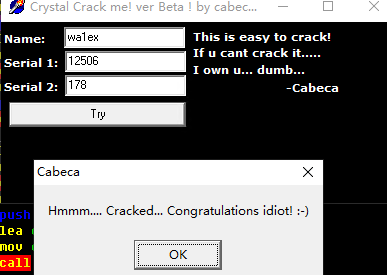 Crystal Crack me! ver Beta ! by cabec...
Name: wa1ex
This is easy to crack!
If u cant crack it.....
Serial 1: 12506
I own u... dumb...
Serial 2: 178
-Cabeca
Try
Cabeca
Hmmm.... Cracked... Congratulations idiot! :-)
OK
push
lea
mov
call